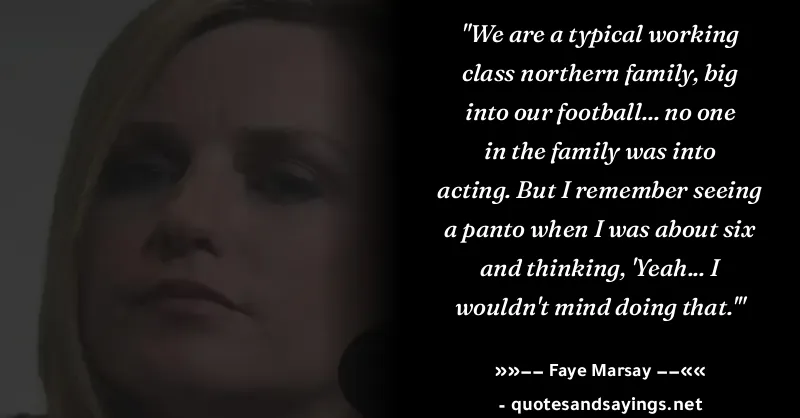 "We are a typical working
class northern family, big
into our football... no one
in the family was into
acting. But I remember seeing
a panto when I was about six
and thinking, 'Yeah... I
wouldn't mind doing that.'"
»»−− Faye Marsay −−««
- quotesandsayings.net